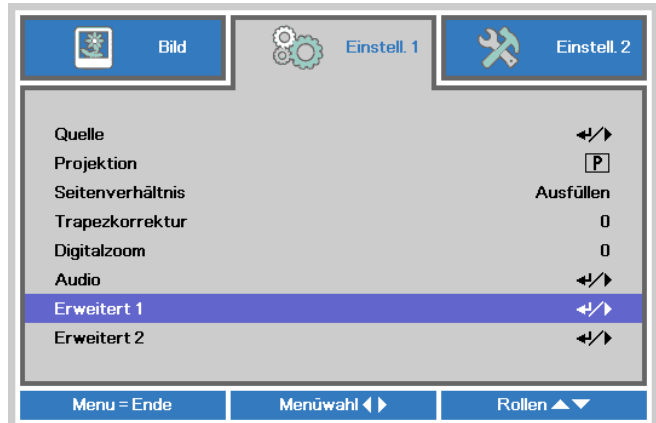 Bild
Einstell. 1
Einstell. 2
Quelle
Projektion P
Seitenverhältnis Ausfüllen
Trapezkorrektur 0
Digitalzoom 0
Audio
Erweitert 1
Erweitert 2
Menu = Ende
Menüwahl
Rollen